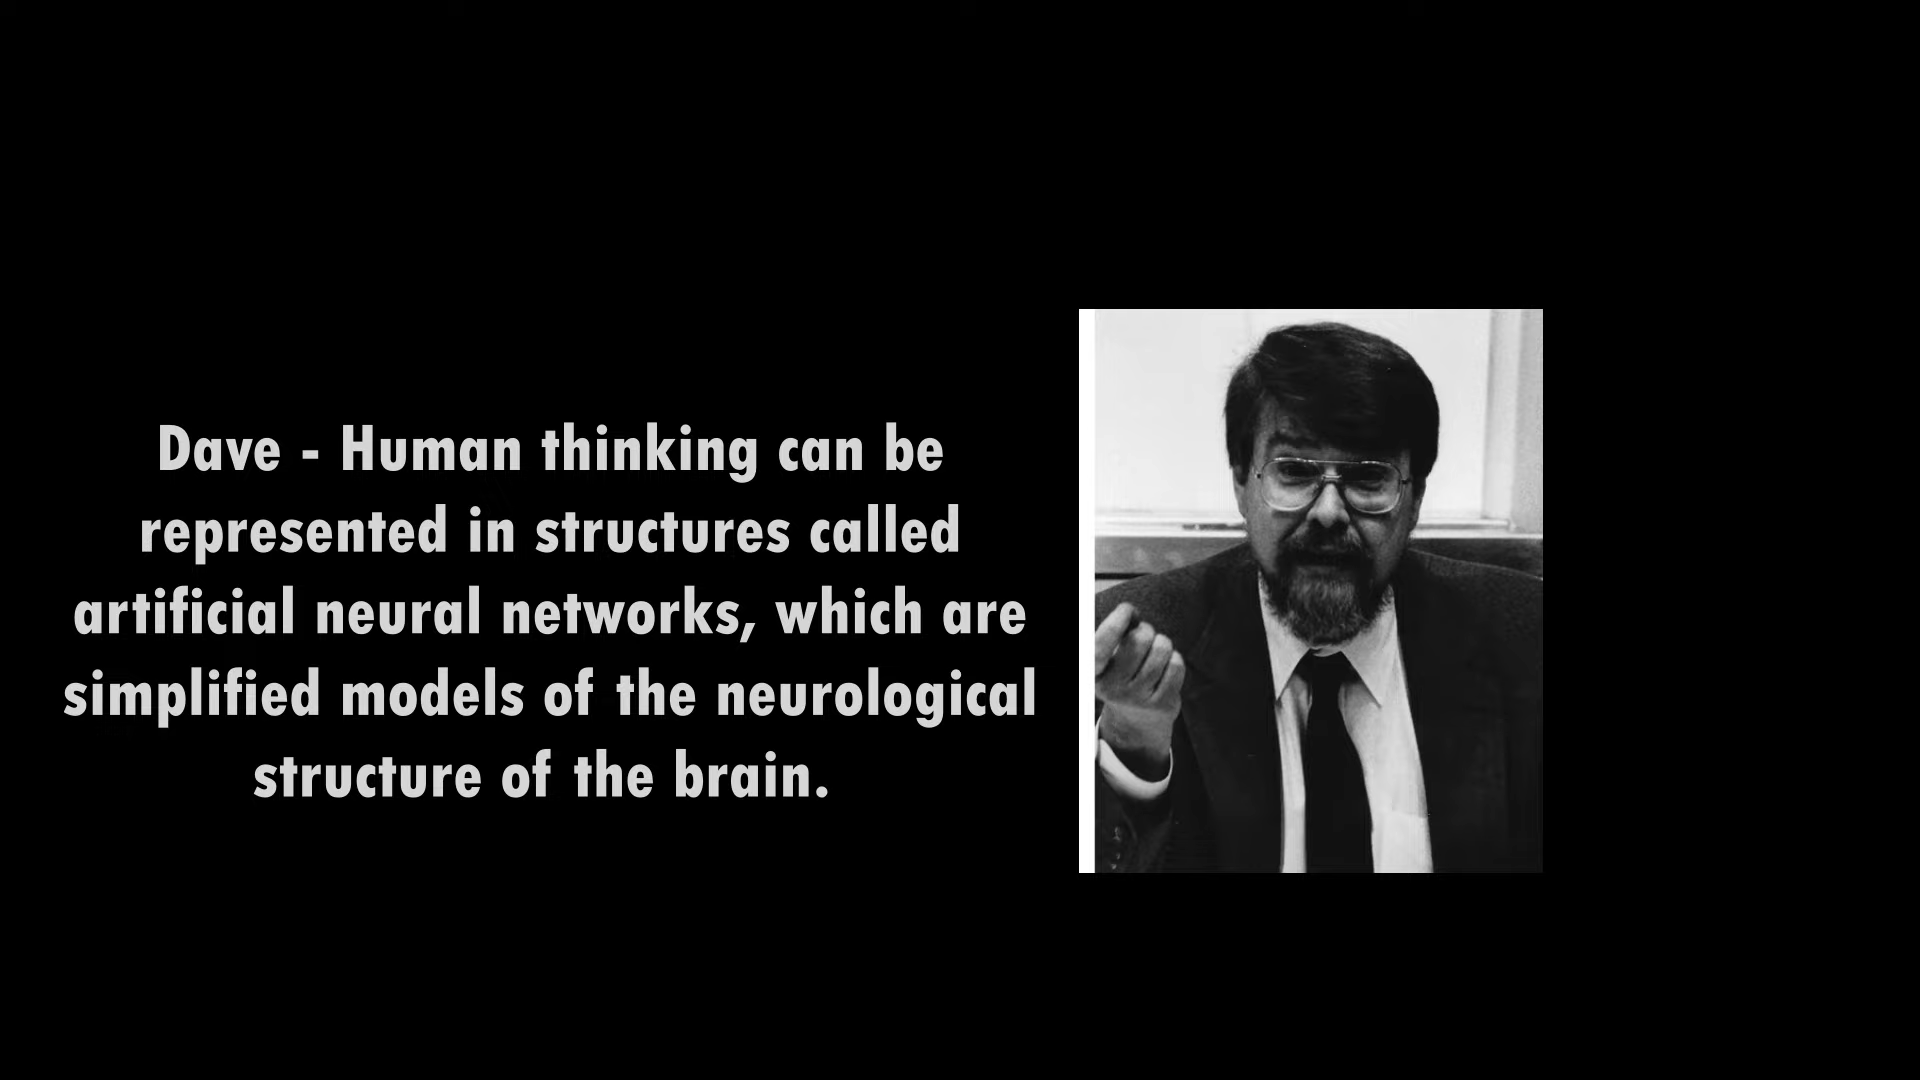 Dave - Human thinking can be
represented in structures called
artificial neural networks, which are
simplified models of the neurological
structure of the brain.